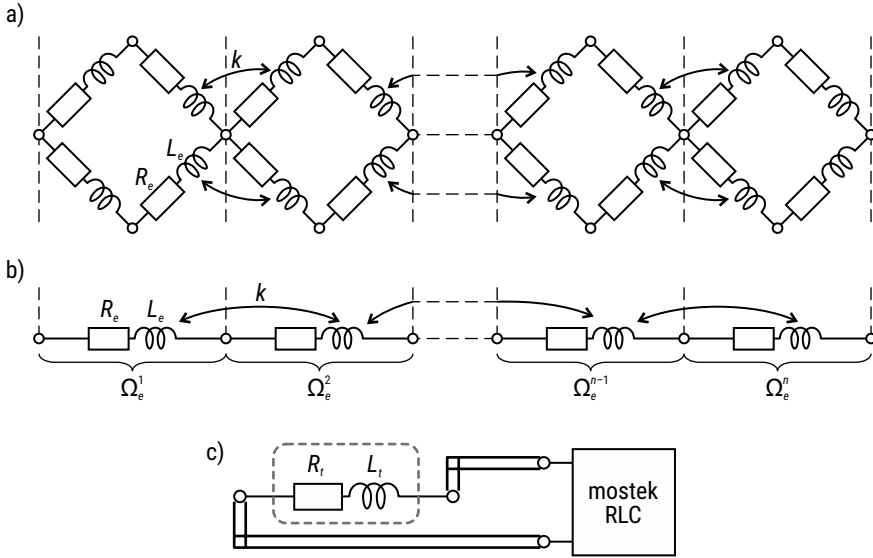 a)
k
L_e
R_e
b)
R_e L_e k
Ω_e^1 Ω_e^2 Ω_e^{n-1} Ω_e^n
c)
R_t L_t
mostek
RLC